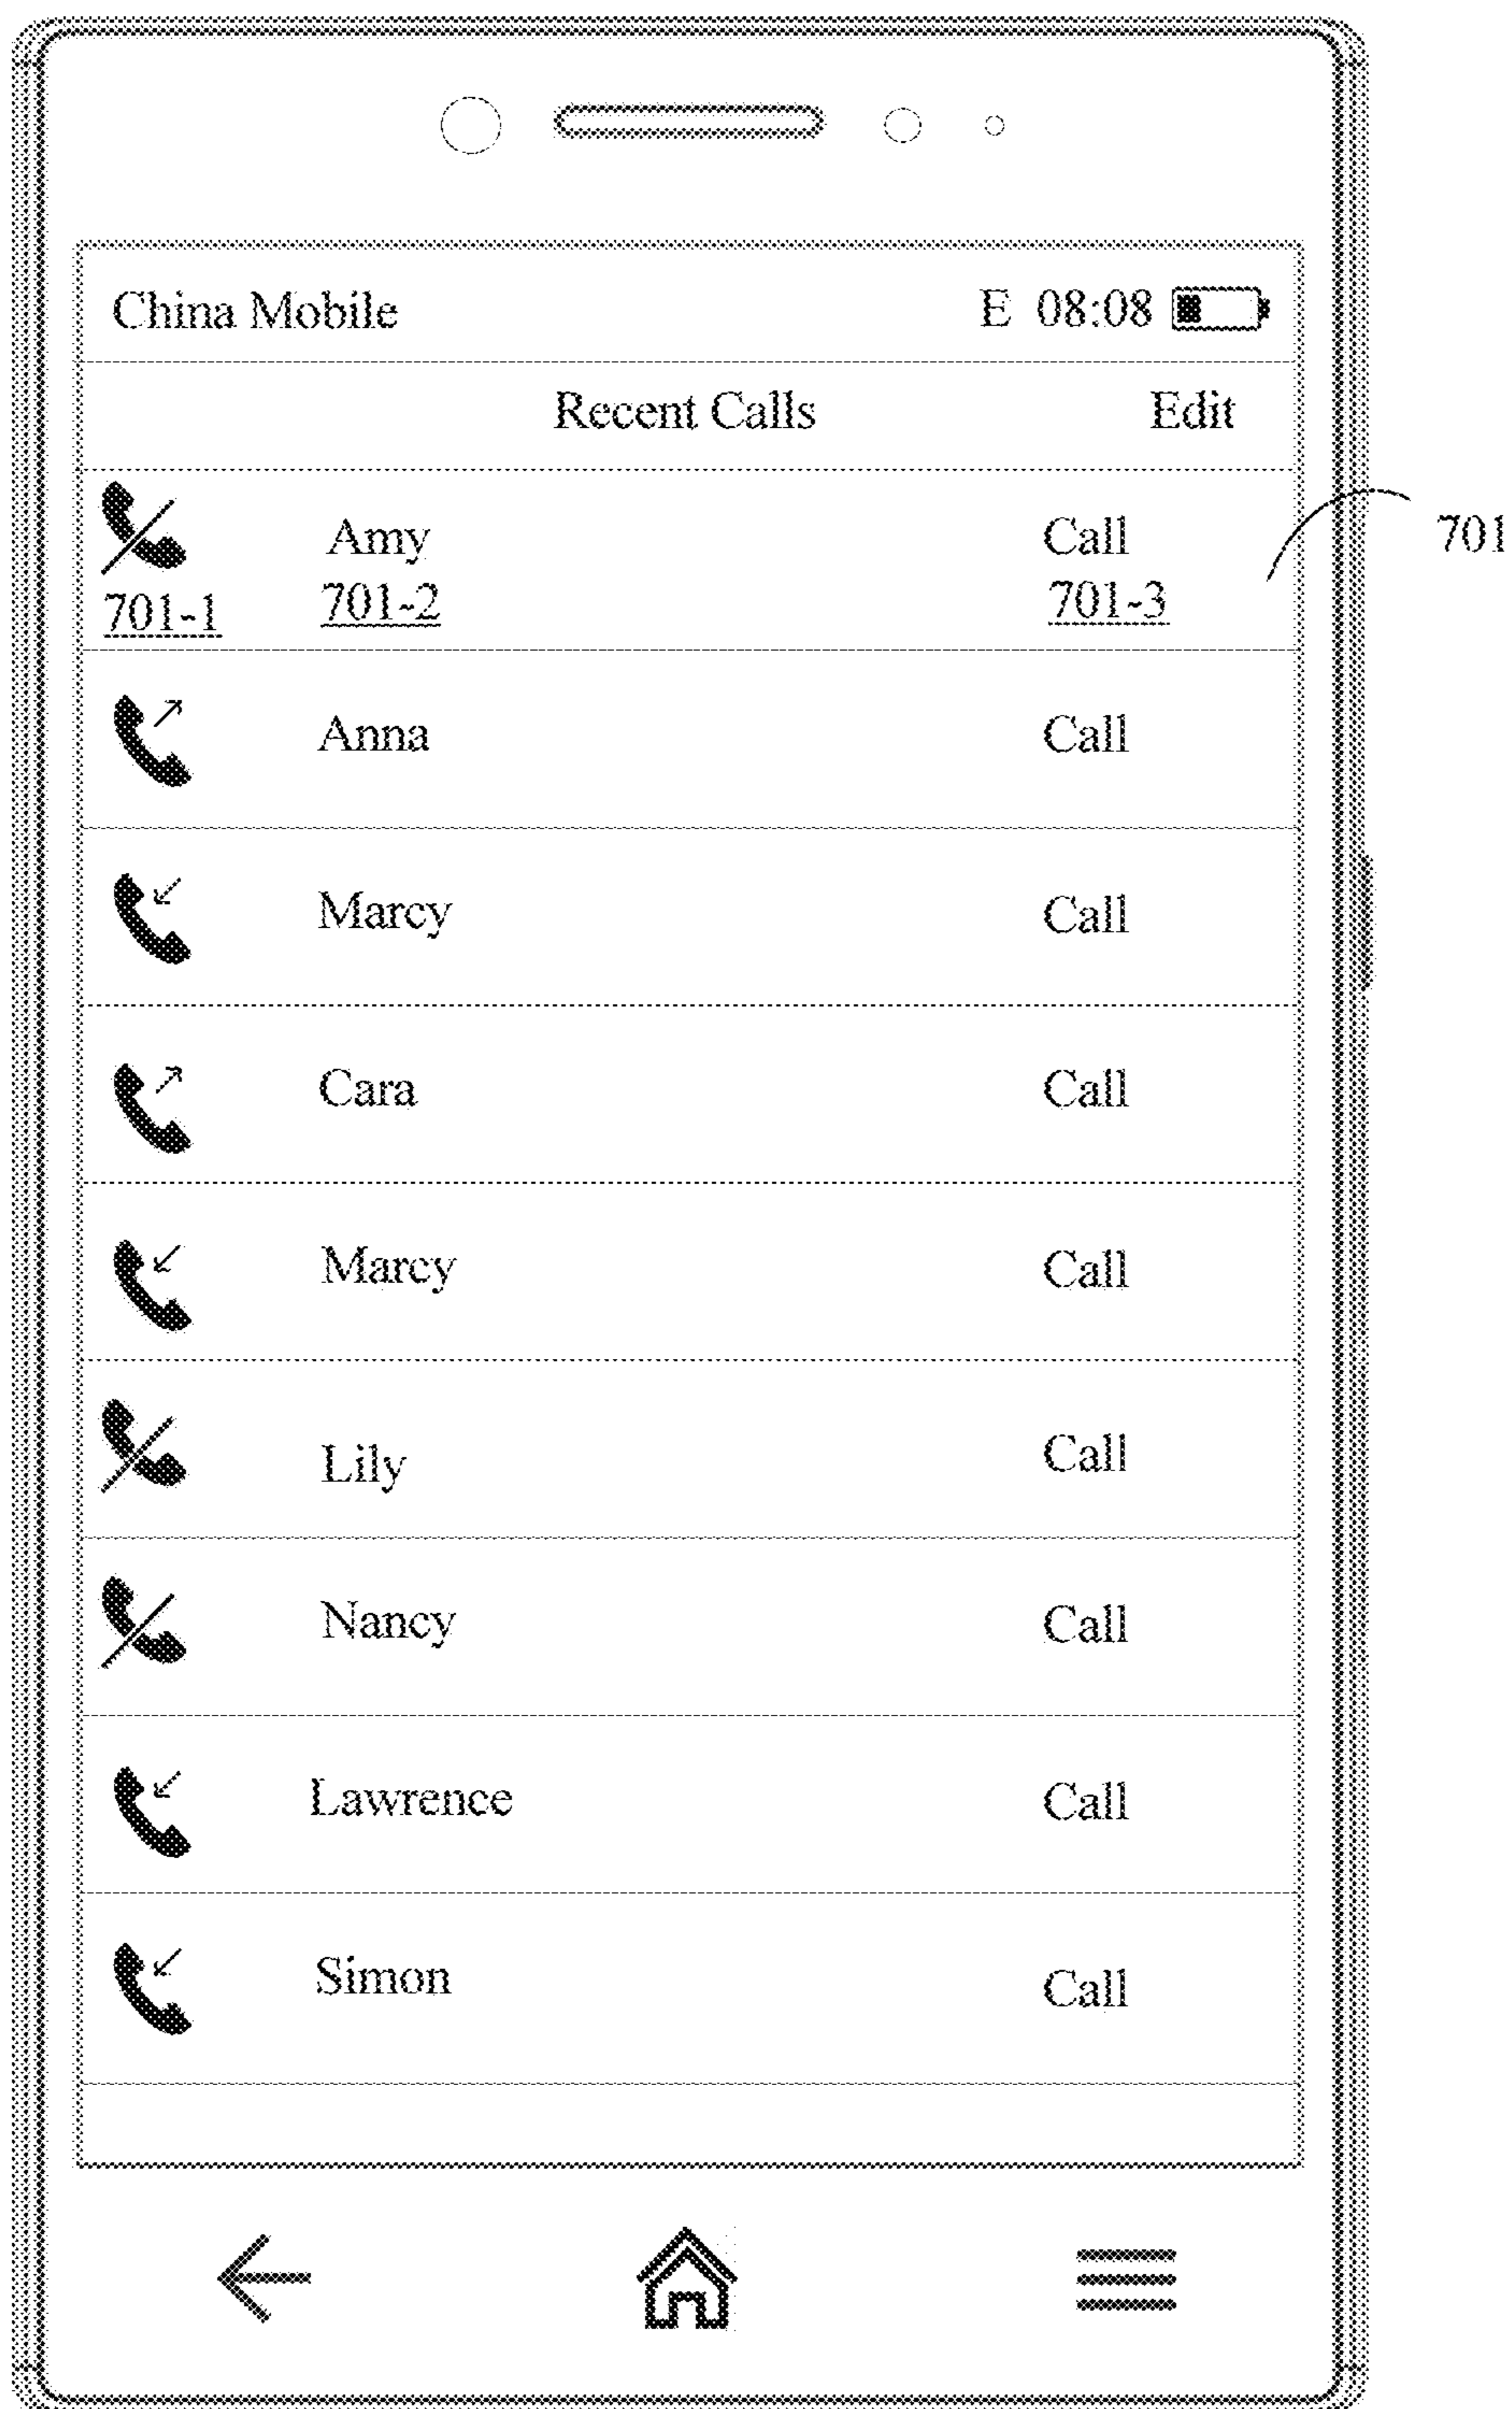 China Mobile E 08:08
Recent Calls Edit
Amy Call 701
701-1 701-2 701-3
Anna Call
Marcy Call
Cara Call
Marcy Call
Lily Call
Nancy Call
Lawrence Call
Simon Call